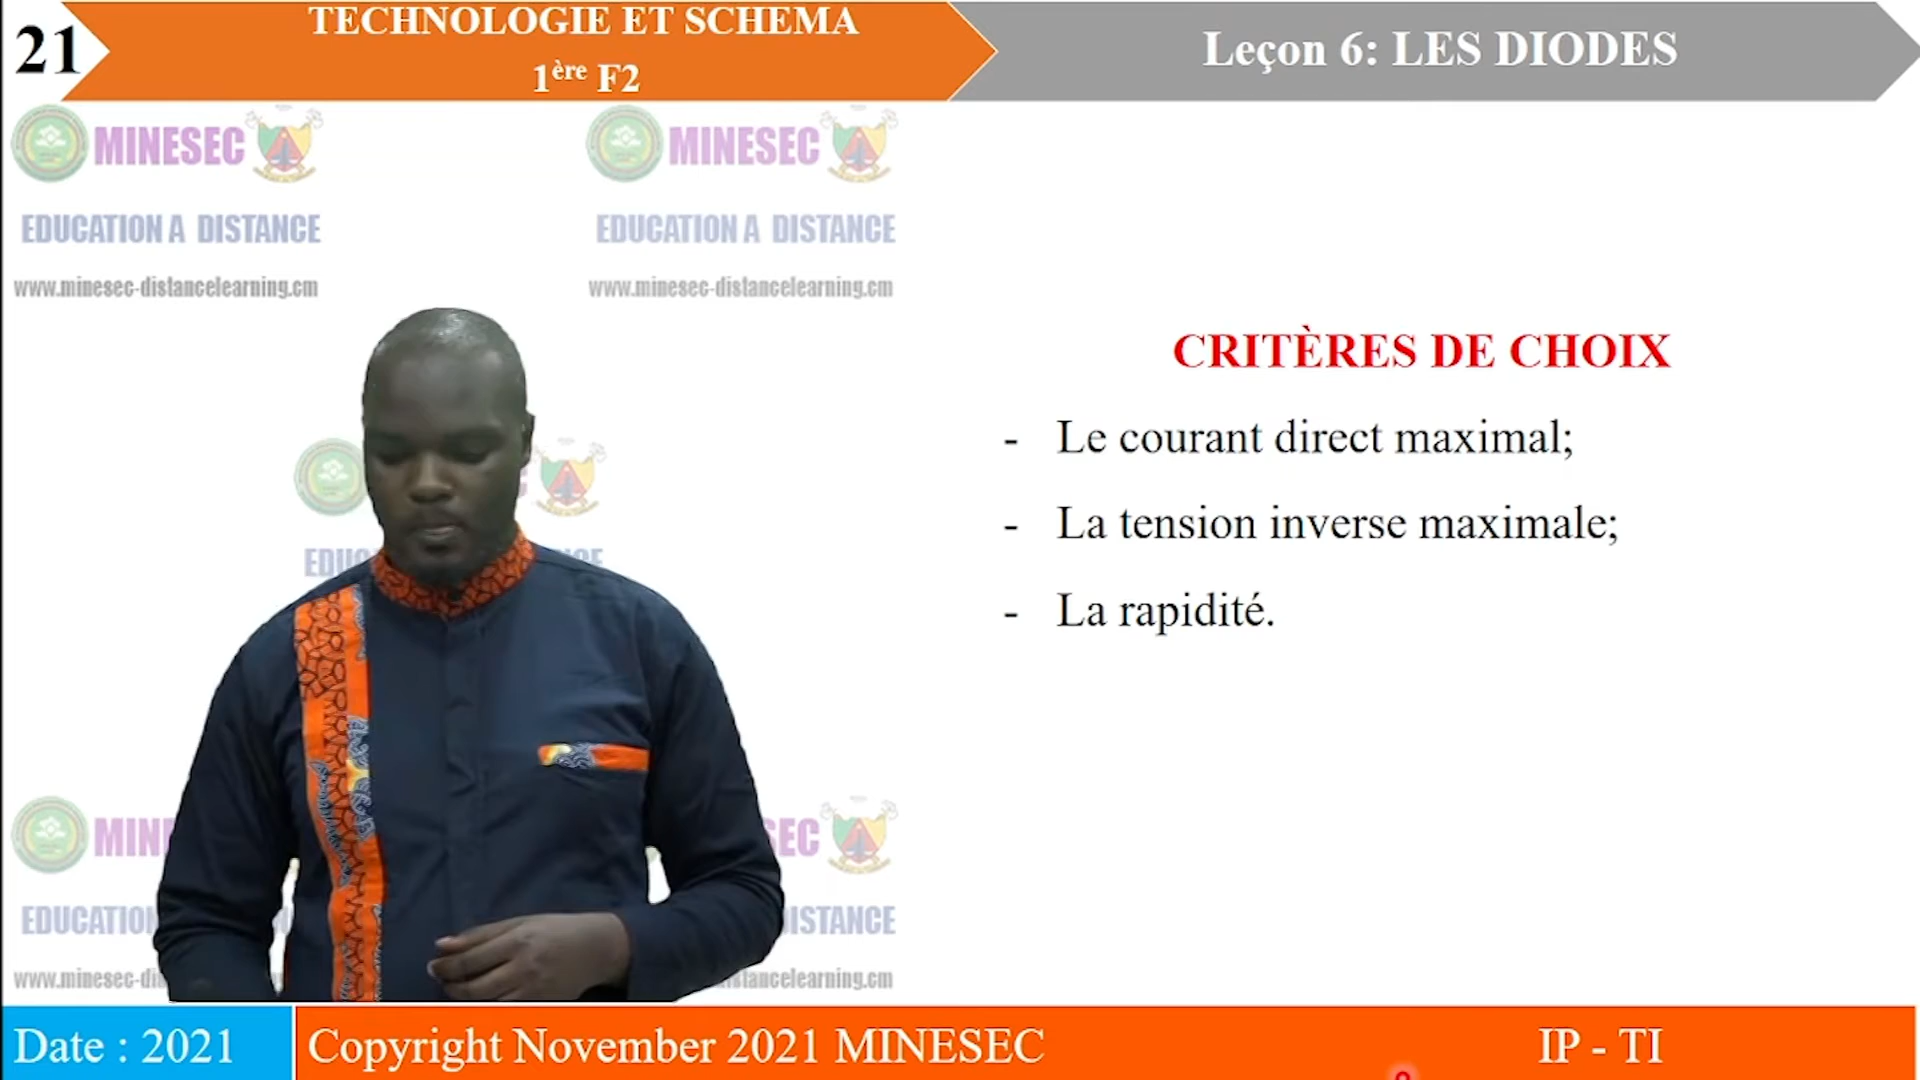 21
TECHNOLOGIE ET SCHEMA
1ère F2
Leçon 6: LES DIODES
MINESEC
EDUCATION A DISTANCE
www.minesec-distancelearning.cm
MINESEC
EDUCATION A DISTANCE
www.minesec-distancelearning.cm
CRITÈRES DE CHOIX
- Le courant direct maximal;
- La tension inverse maximale;
- La rapidité.
Date : 2021
Copyright November 2021 MINESEC
IP - TI